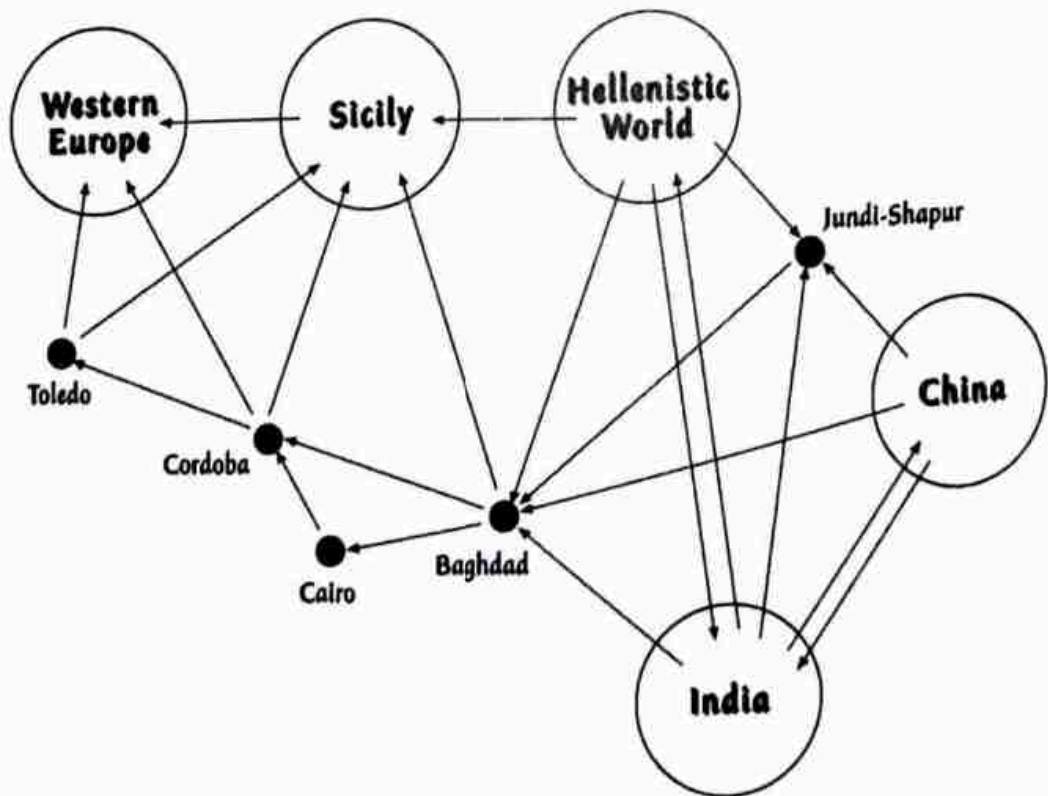 Western
Europe
Sicily
Hellenistic
World
Jundi-Shapur
China
Toledo
Cordoba
Cairo
Baghdad
India